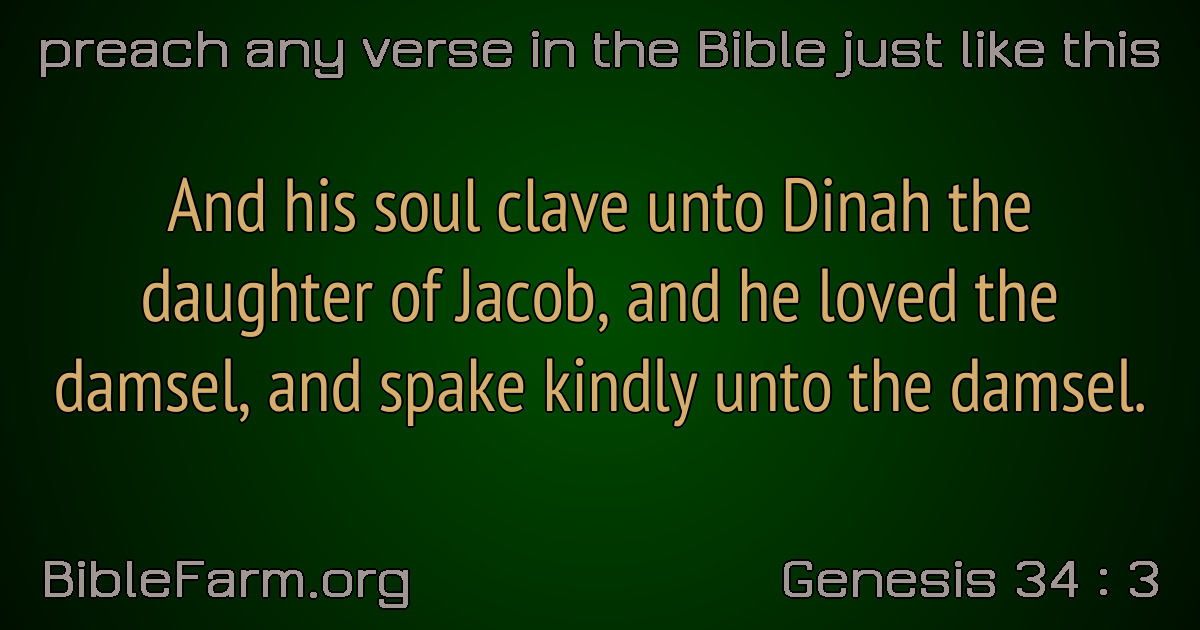 preach any verse in the Bible just like this
And his soul clave unto Dinah the
daughter of Jacob, and he loved the
damsel, and spake kindly unto the damsel.
BibleFarm.org
Genesis 34 : 3